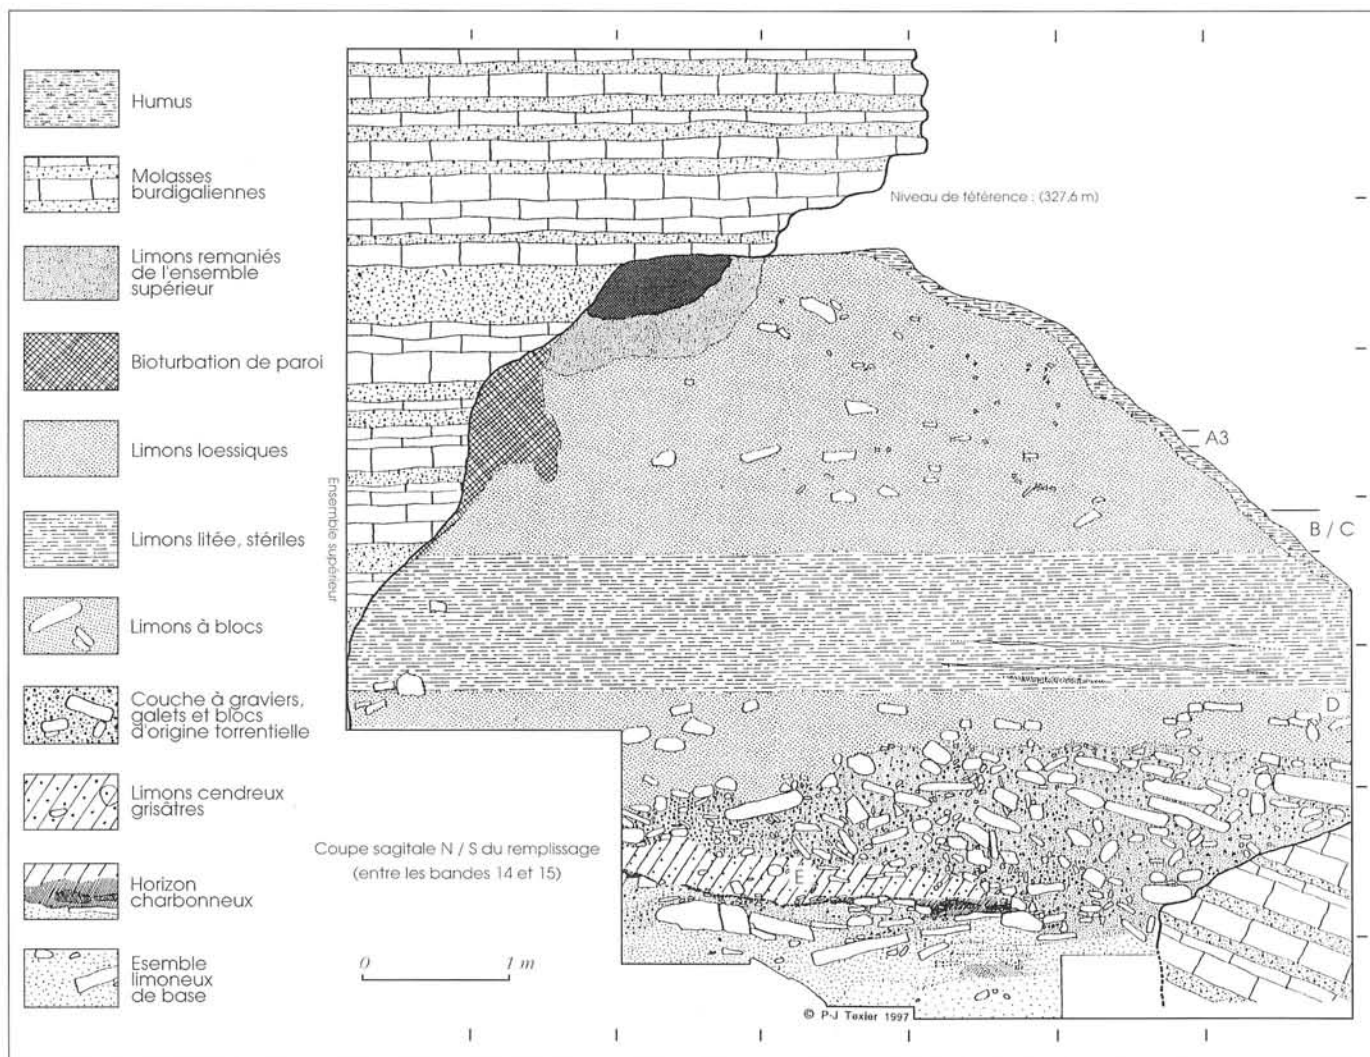 Humus
Molasses
burdigaliennes
Limons remaniés
de l'ensemble
supérieur
Bioturbation de paroi
Limons loessiques
Limons litée, stériles
Limons à blocs
Couche à graviers,
galets et blocs
d'origine torrentielle
Limons cendreux
grisâtres
Horizon
charbonneux
Esemble
limoneux
de base
Niveau de tétérence : (327,6 m)
A3
B / C
Ensemble supérieur
D
E
Coupe sagitale N / S du remplissage
(entre les bandes 14 et 15)
0 1 m
© P-J Texier 1997